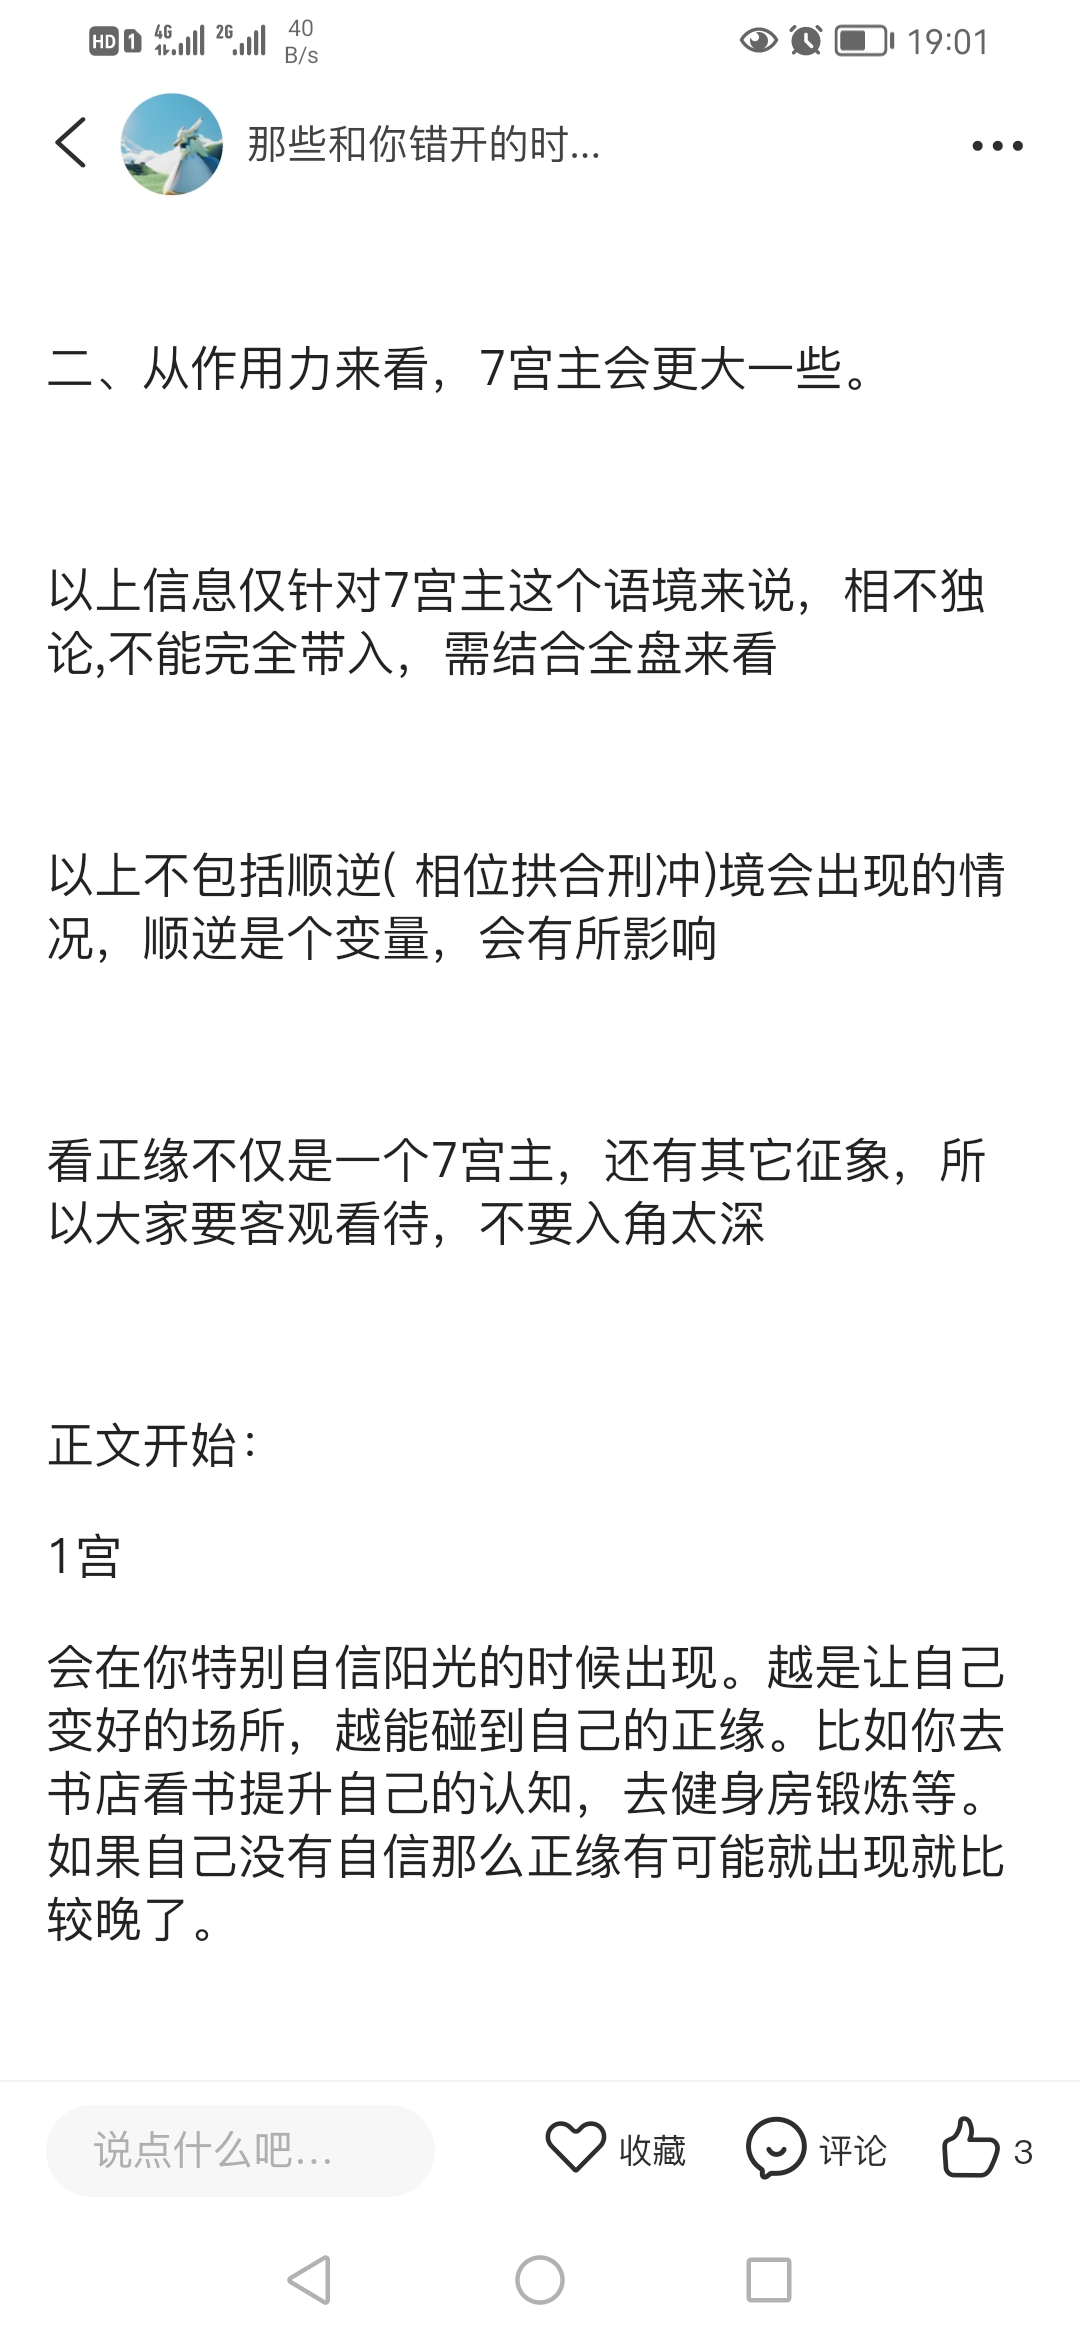 HD 1 4G 2G 40 B/s 19:01
那些和你错开的时...
二、从作用力来看，7宫主会更大一些。
以上信息仅针对7宫主这个语境来说，相不独
论,不能完全带入，需结合全盘来看
以上不包括顺逆( 相位拱合刑冲)境会出现的情
况，顺逆是个变量，会有所影响
看正缘不仅是一个7宫主，还有其它征象，所
以大家要客观看待，不要入角太深
正文开始：
1宫
会在你特别自信阳光的时候出现。越是让自己
变好的场所，越能碰到自己的正缘。比如你去
书店看书提升自己的认知，去健身房锻炼等。
如果自己没有自信那么正缘有可能就出现就比
较晚了。
说点什么吧... 收藏 评论 3